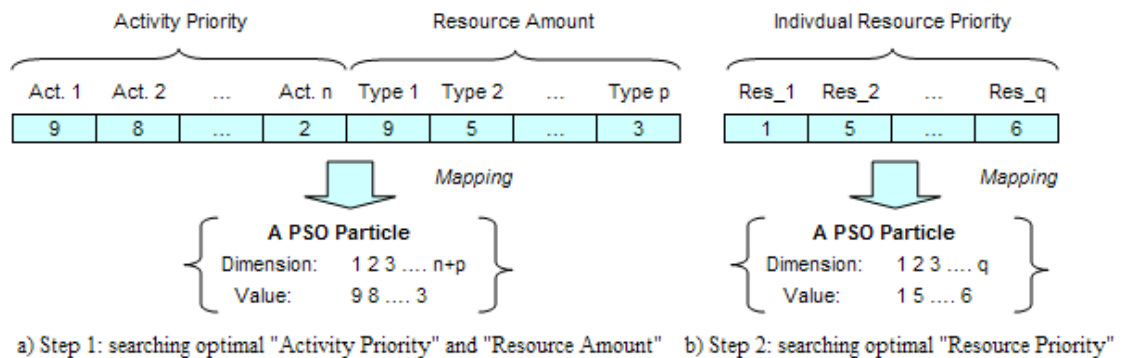 Activity Priority Resource Amount Indivdual Resource Priority
Act. 1 Act. 2 ... Act. n Type 1 Type 2 ... Type p Res_1 Res_2 ... Res_q
9 8 ... 2 9 5 ... 3 1 5 ... 6
Mapping Mapping
A PSO Particle A PSO Particle
Dimension: 1 2 3 .... n+p Dimension: 1 2 3 .... q
Value: 9 8 .... 3 Value: 1 5 .... 6
a) Step 1: searching optimal "Activity Priority" and "Resource Amount" b) Step 2: searching optimal "Resource Priority"